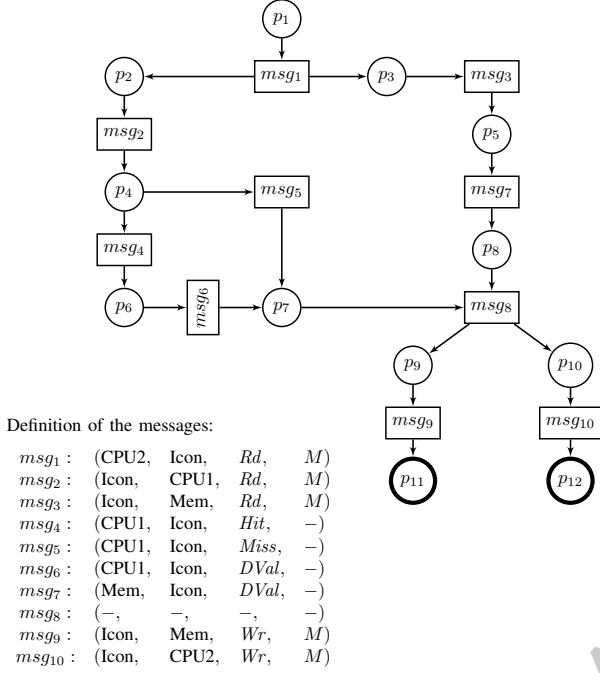 p1
p2 msg1 p3 msg3
msg2 p5
p4 msg5 msg7
msg4 p8
p6 msg6 p7 msg8
p9 p10
Definition of the messages:
msg9 msg10
p11 p12
msg1 : (CPU2, Icon, Rd, M)
msg2 : (Icon, CPU1, Rd, M)
msg3 : (Icon, Mem, Rd, M)
msg4 : (CPU1, Icon, Hit, −)
msg5 : (CPU1, Icon, Miss, −)
msg6 : (CPU1, Icon, DVal, −)
msg7 : (Mem, Icon, DVal, −)
msg8 : (−, −, −, −)
msg9 : (Icon, Mem, Wr, M)
msg10 : (Icon, CPU2, Wr, M)